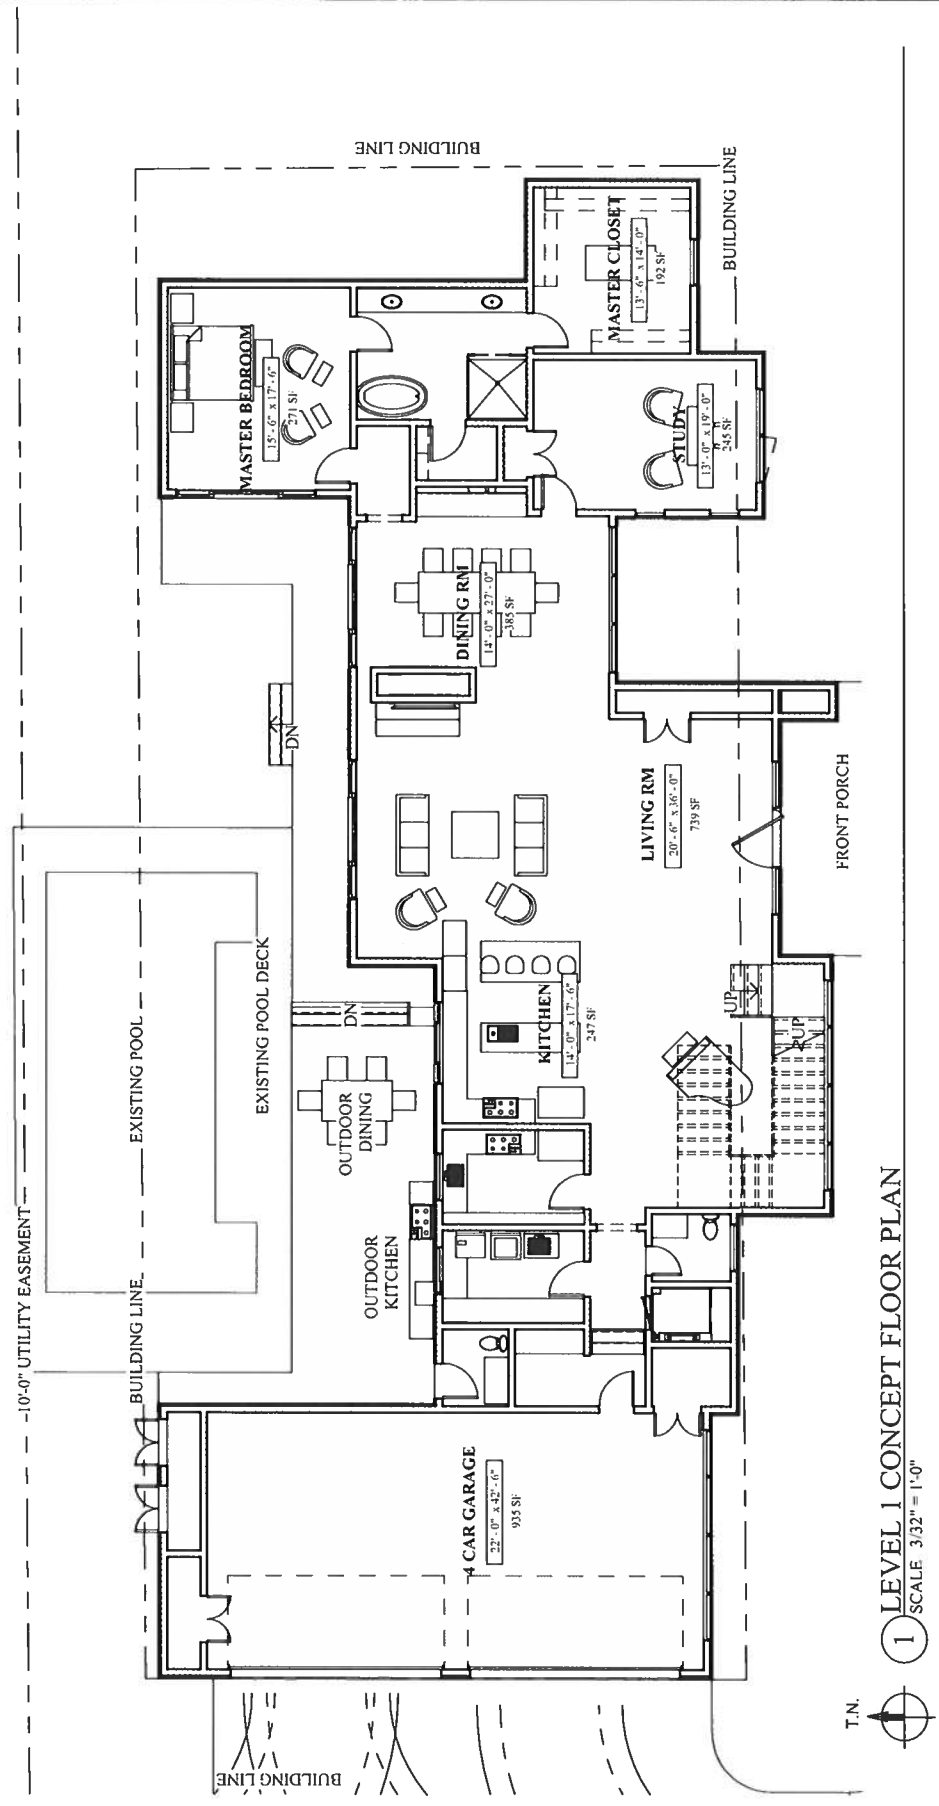 10'-0" UTILITY EASEMENT
BUILDING LINE
EXISTING POOL
EXISTING POOL DECK
DN
DN
OUTDOOR
DINING
OUTDOOR
KITCHEN
BUILDING LINE
MASTER BEDROOM
15' - 6" x 17' - 6"
271 SF
MASTER CLOSET
13' - 6" x 14' - 0"
192 SF
BUILDING LINE
STUDY
13' - 0" x 19' - 0"
245 SF
DINING RM
14' - 0" x 27' - 0"
385 SF
LIVING RM
20' - 6" x 36' - 0"
739 SF
FRONT PORCH
KITCHEN
14' - 0" x 17' - 6"
247 SF
UP
UP
4 CAR GARAGE
22' - 0" x 42' - 6"
935 SF
BUILDING LINE
T.N.
1
LEVEL 1 CONCEPT FLOOR PLAN
SCALE 3/32" = 1'-0"